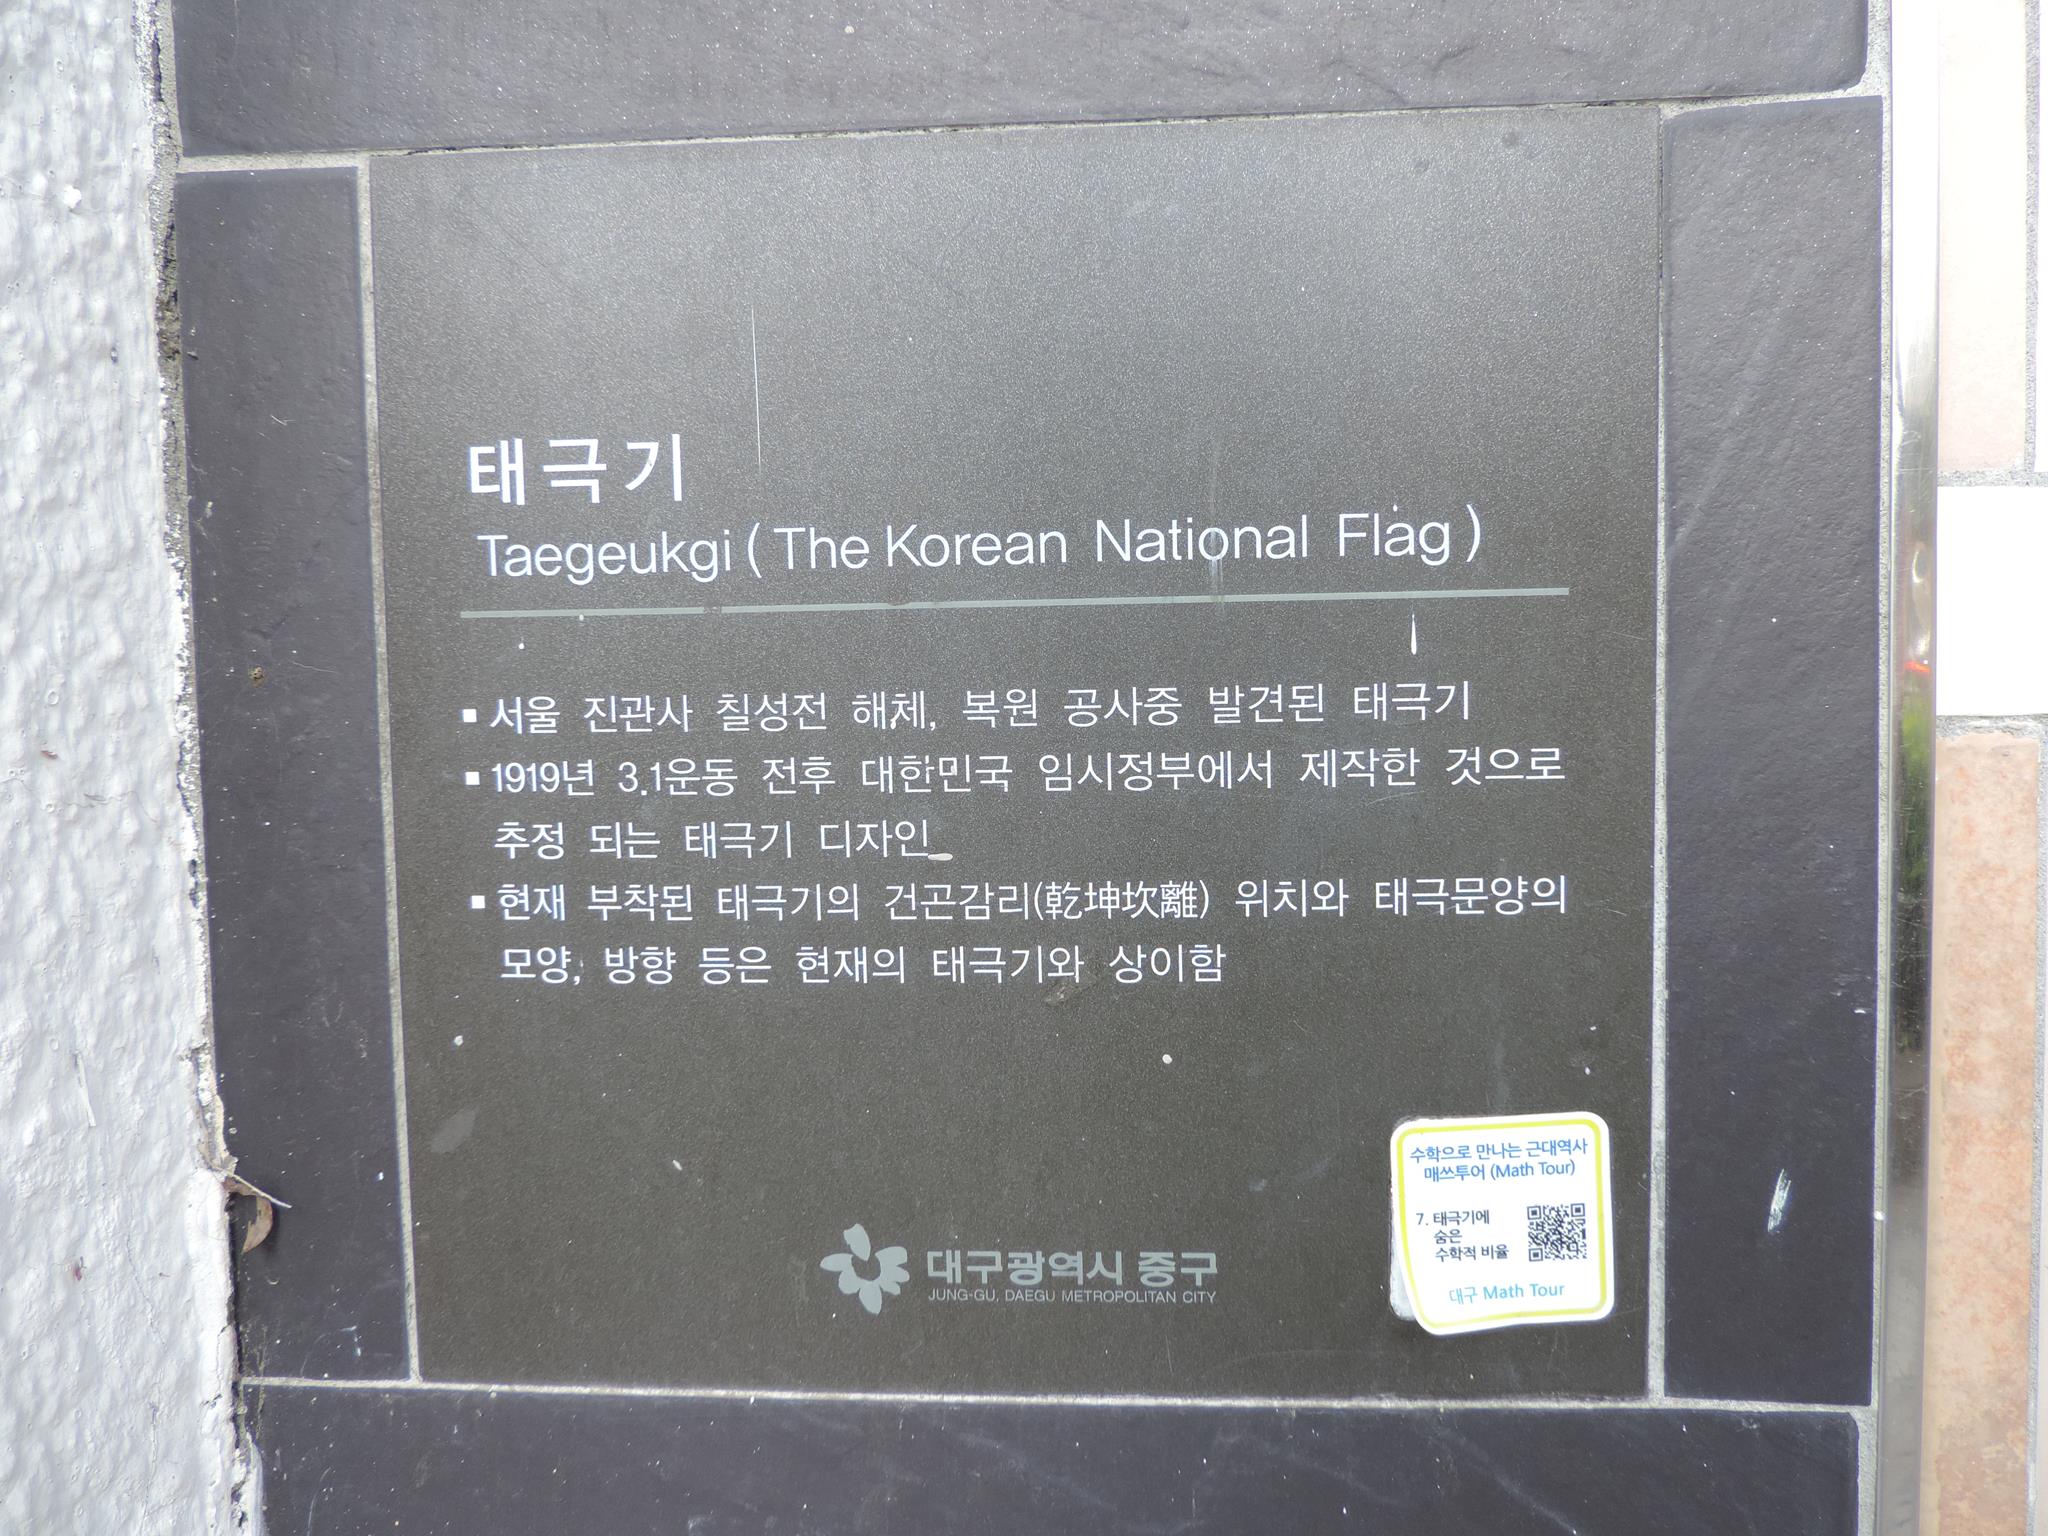 태극기
Taegeukgi ( The Korean National Flag )
▪ 서울 진관사 칠성전 해체, 복원 공사중 발견된 태극기
▪ 1919년 3.1운동 전후 대한민국 임시정부에서 제작한 것으로
추정 되는 태극기 디자인
▪ 현재 부착된 태극기의 건곤감리(乾坤坎離) 위치와 태극문양의
모양, 방향 등은 현재의 태극기와 상이함
대구광역시 중구
JUNG-GU, DAEGU METROPOLITAN CITY
수학으로 만나는 근대역사
매쓰투어 (Math Tour)
7. 태극기에
숨은
수학적 비율
대구 Math Tour